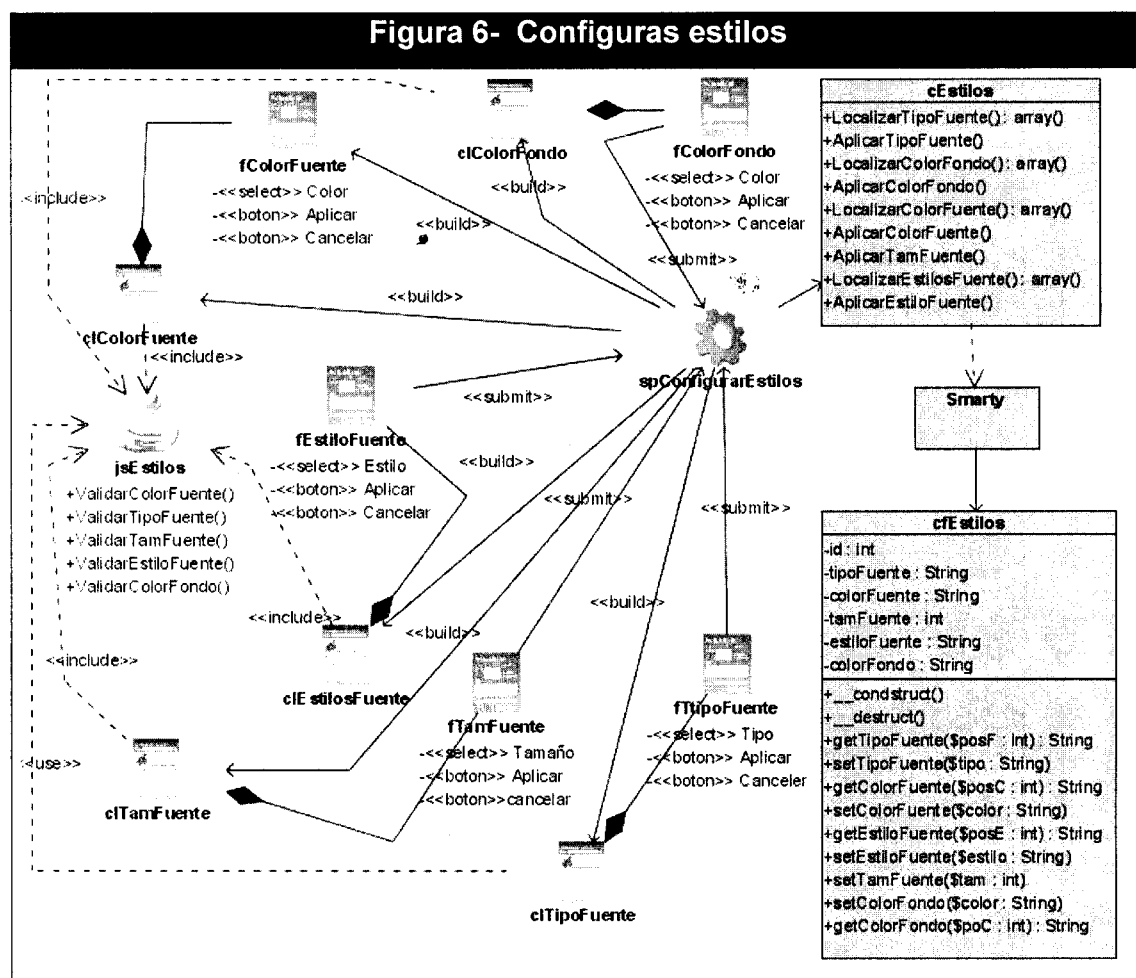 Figura 6- Configuras estilos
fColorFuente
-<<select>> Color
-<<boton>> Aplicar
-<<boton>> Cancelar
clColorFondo
fColorFondo
-<<select>> Color
-<<boton>> Aplicar
-<<boton>> Cancelar
cEstilos
+LocalizarTipoFuente(): array()
+AplicarTipoFuente()
+LocalizarColorFondo(): array()
+AplicarColorFondo()
+LocalizarColorFuente(): array()
+AplicarColorFuente()
+AplicarTamFuente()
+LocalizarEstilosFuente(): array()
+AplicarEstiloFuente()
<<include>>
<<build>>
<<build>>
<<submit>>
<<build>>
clColorFuente
<<include>>
spConfigurarEstilos
Smarty
fEstiloFuente
-<<select>> Estilo
-<<boton>> Aplicar
-<<boton>> Cancelar
<<submit>>
<<build>>
<<submit>>
<<submit>>
jsEstilos
+ValidarColorFuente()
+ValidarTipoFuente()
+ValidarTamFuente()
+ValidarEstiloFuente()
+ValidarColorFondo()
cfEstilos
-id : int
-tipoFuente : String
-colorFuente : String
-tamFuente : int
-estiloFuente : String
-colorFondo : String
+__condstruct()
+__destruct()
+getTipoFuente($posF : int) : String
+setTipoFuente($tipo : String)
+getColorFuente($posC : int) : String
+setColorFuente($color : String)
+getEstiloFuente($posE : int) : String
+setEstiloFuente($estilo : String)
+setTamFuente($tam : int)
+setColorFondo($color : String)
+getColorFondo($poC : int) : String
<<include>>
<<build>>
<<build>>
clEstilosFuente
<<include>>
fTamFuente
-<<select>> Tamaño
-<<boton>> Aplicar
-<<boton>>cancelar
fTtipoFuente
-<<select>> Tipo
-<<boton>> Aplicar
-<<boton>> Canceler
<<use>>
clTamFuente
clTipoFuente